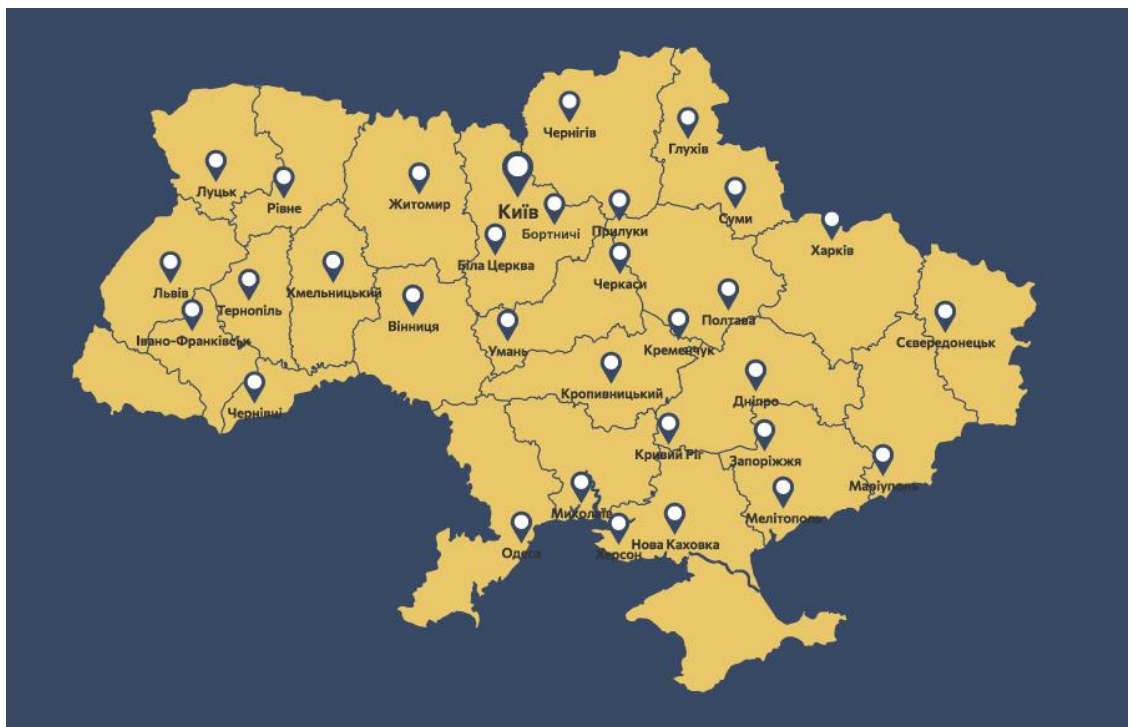 Чернігів
Глухів
Луцьк
Рівне
Житомир
Київ
Бортничі
Прилуки
Суми
Харків
Біла Церква
Черкаси
Львів
Тернопіль
Хмельницький
Вінниця
Полтава
Івано-Франківськ
Умань
Кременчук
Сєверодонецьк
Кропивницький
Чернівці
Дніпро
Кривий Ріг
Запоріжжя
Маріуполь
Миколаїв
Мелітополь
Одеса
Херсон
Нова Каховка